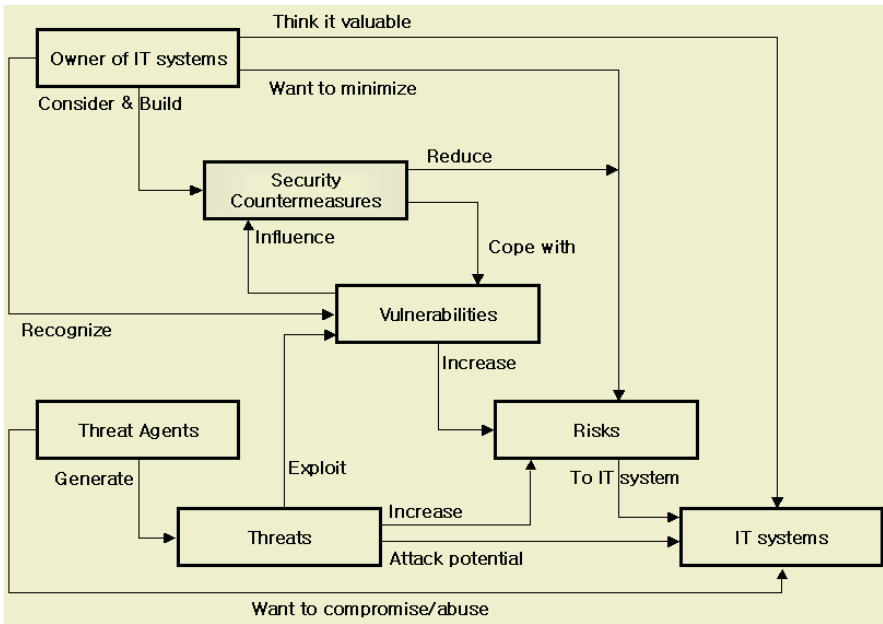 Think it valuable
Owner of IT systems
Want to minimize
Consider & Build
Reduce
Security
Countermeasures
Influence
Cope with
Vulnerabilities
Recognize
Increase
Threat Agents
Risks
Exploit
To IT system
Generate
Increase
Threats
IT systems
Attack potential
Want to compromise/abuse